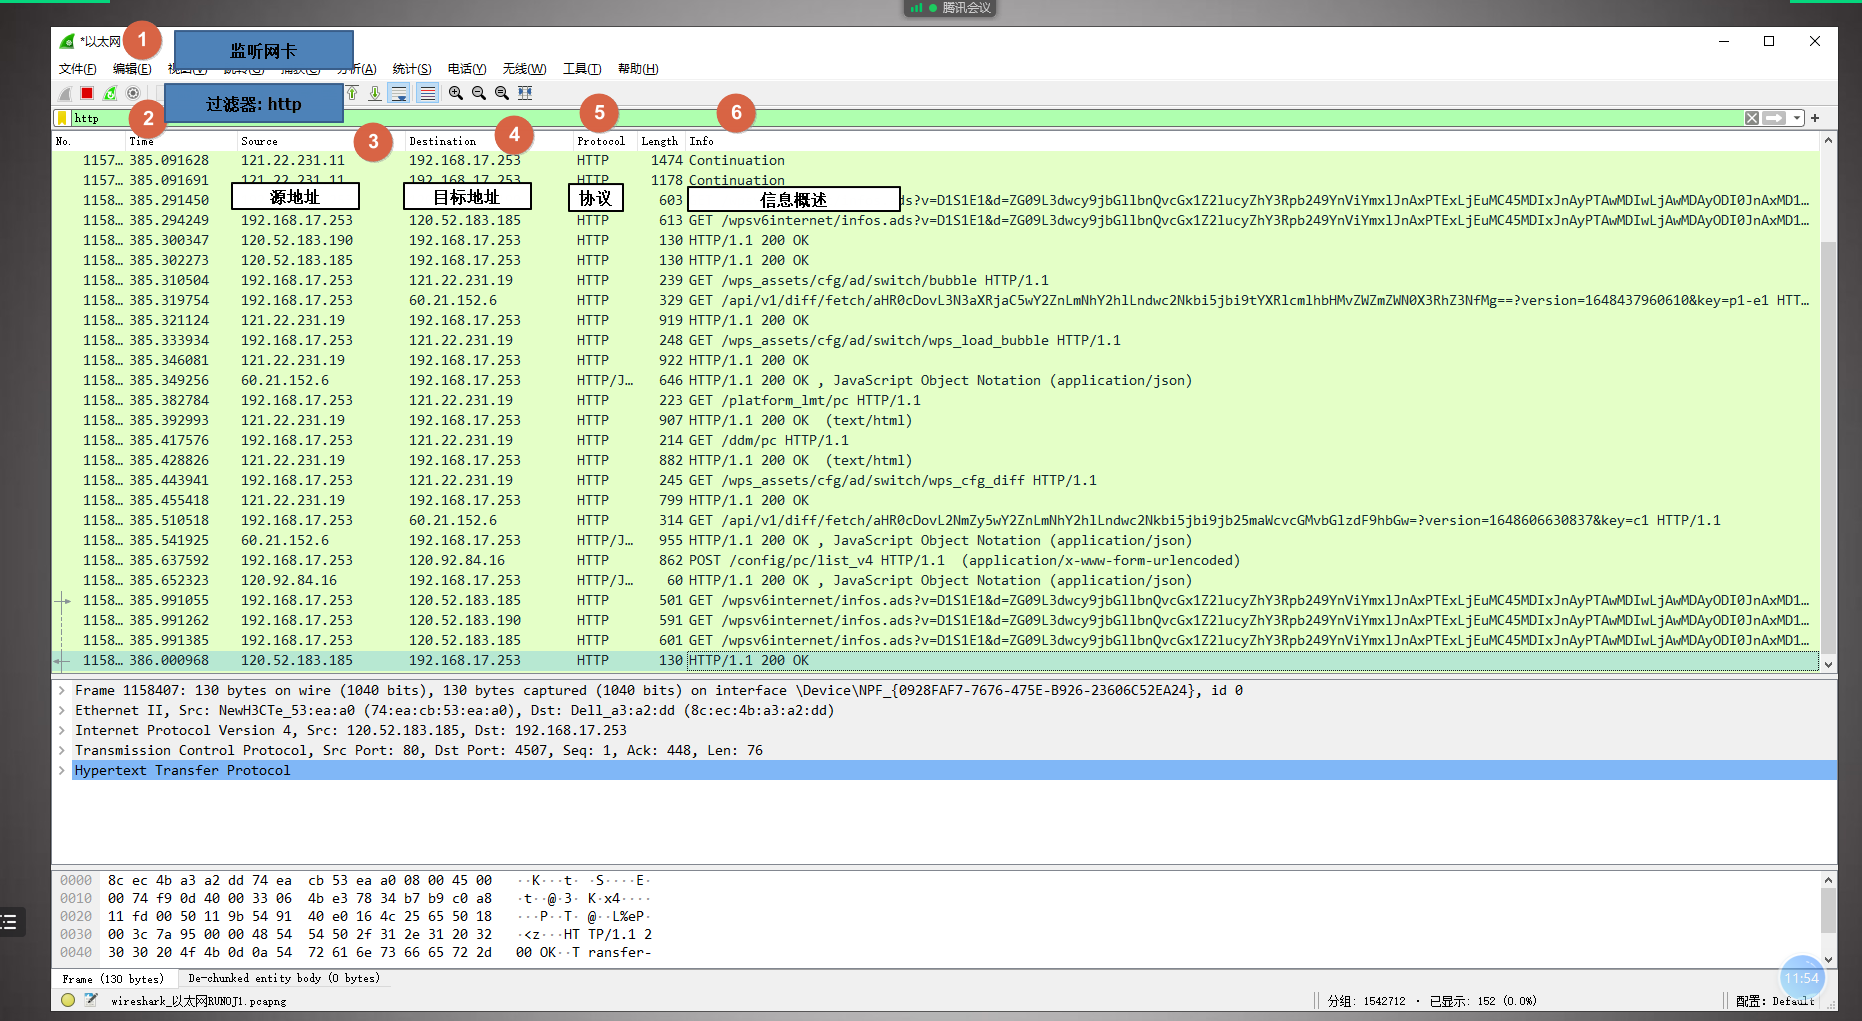 腾讯会议
*以太网
1
监听网卡
文件(F) 编辑(E) 视图(V) 跳转(G) 捕获(C) 分析(A) 统计(S) 电话(Y) 无线(W) 工具(T) 帮助(H)
过滤器: http
http
2 3 4 5 6
No. Time Source Destination Protocol Length Info
1157… 385.091628 121.22.231.11 192.168.17.253 HTTP 1474 Continuation
1157… 385.091691 121.22.231.11 192.168.17.253 HTTP 1178 Continuation
源地址 目标地址 协议 信息概述
1158… 385.291450 603
1158… 385.294249 192.168.17.253 120.52.183.185 HTTP 613 GET /wpsv6internet/infos.ads?v=D1S1E1&d=ZG09L3dwcy9jbGllbnQvcGx1Z2lucyZhY3Rpb249YnViYmxlJnAxPTExLjEuMC45MDIxJnAyPTAwMDIwLjAwMDAyODI0JnAxMD1…
1158… 385.300347 120.52.183.190 192.168.17.253 HTTP 130 HTTP/1.1 200 OK
1158… 385.302273 120.52.183.185 192.168.17.253 HTTP 130 HTTP/1.1 200 OK
1158… 385.310504 192.168.17.253 121.22.231.19 HTTP 239 GET /wps_assets/cfg/ad/switch/bubble HTTP/1.1
1158… 385.319754 192.168.17.253 60.21.152.6 HTTP 329 GET /api/v1/diff/fetch/aHR0cDovL3N3aXRjaC5wY2ZnLmNhY2hlLndwc2Nkbi5jbi9tYXRlcmlhbHMvZWZmZWN0X3RhZ3NfMg==?version=1648437960610&key=p1-e1 HTT…
1158… 385.321124 121.22.231.19 192.168.17.253 HTTP 919 HTTP/1.1 200 OK
1158… 385.333934 192.168.17.253 121.22.231.19 HTTP 248 GET /wps_assets/cfg/ad/switch/wps_load_bubble HTTP/1.1
1158… 385.346081 121.22.231.19 192.168.17.253 HTTP 922 HTTP/1.1 200 OK
1158… 385.349256 60.21.152.6 192.168.17.253 HTTP/J… 646 HTTP/1.1 200 OK , JavaScript Object Notation (application/json)
1158… 385.382784 192.168.17.253 121.22.231.19 HTTP 223 GET /platform_lmt/pc HTTP/1.1
1158… 385.392993 121.22.231.19 192.168.17.253 HTTP 907 HTTP/1.1 200 OK (text/html)
1158… 385.417576 192.168.17.253 121.22.231.19 HTTP 214 GET /ddm/pc HTTP/1.1
1158… 385.428826 121.22.231.19 192.168.17.253 HTTP 882 HTTP/1.1 200 OK (text/html)
1158… 385.443941 192.168.17.253 121.22.231.19 HTTP 245 GET /wps_assets/cfg/ad/switch/wps_cfg_diff HTTP/1.1
1158… 385.455418 121.22.231.19 192.168.17.253 HTTP 799 HTTP/1.1 200 OK
1158… 385.510518 192.168.17.253 60.21.152.6 HTTP 314 GET /api/v1/diff/fetch/aHR0cDovL2NmZy5wY2ZnLmNhY2hlLndwc2Nkbi5jbi9jb25maWcvcGMvbGlzdF9hbGw=?version=1648606630837&key=c1 HTTP/1.1
1158… 385.541925 60.21.152.6 192.168.17.253 HTTP/J… 955 HTTP/1.1 200 OK , JavaScript Object Notation (application/json)
1158… 385.637592 192.168.17.253 120.92.84.16 HTTP 862 POST /config/pc/list_v4 HTTP/1.1 (application/x-www-form-urlencoded)
1158… 385.652323 120.92.84.16 192.168.17.253 HTTP/J… 60 HTTP/1.1 200 OK , JavaScript Object Notation (application/json)
1158… 385.991055 192.168.17.253 120.52.183.185 HTTP 501 GET /wpsv6internet/infos.ads?v=D1S1E1&d=ZG09L3dwcy9jbGllbnQvcGx1Z2lucyZhY3Rpb249YnViYmxlJnAxPTExLjEuMC45MDIxJnAyPTAwMDIwLjAwMDAyODI0JnAxMD1…
1158… 385.991262 192.168.17.253 120.52.183.190 HTTP 591 GET /wpsv6internet/infos.ads?v=D1S1E1&d=ZG09L3dwcy9jbGllbnQvcGx1Z2lucyZhY3Rpb249YnViYmxlJnAxPTExLjEuMC45MDIxJnAyPTAwMDIwLjAwMDAyODI0JnAxMD1…
1158… 385.991385 192.168.17.253 120.52.183.185 HTTP 601 GET /wpsv6internet/infos.ads?v=D1S1E1&d=ZG09L3dwcy9jbGllbnQvcGx1Z2lucyZhY3Rpb249YnViYmxlJnAxPTExLjEuMC45MDIxJnAyPTAwMDIwLjAwMDAyODI0JnAxMD1…
1158… 386.000968 120.52.183.185 192.168.17.253 HTTP 130 HTTP/1.1 200 OK
Frame 1158407: 130 bytes on wire (1040 bits), 130 bytes captured (1040 bits) on interface \Device\NPF_{0928FAF7-7676-475E-B926-23606C52EA24}, id 0
Ethernet II, Src: NewH3CTe_53:ea:a0 (74:ea:cb:53:ea:a0), Dst: Dell_a3:a2:dd (8c:ec:4b:a3:a2:dd)
Internet Protocol Version 4, Src: 120.52.183.185, Dst: 192.168.17.253
Transmission Control Protocol, Src Port: 80, Dst Port: 4507, Seq: 1, Ack: 448, Len: 76
Hypertext Transfer Protocol
0000 8c ec 4b a3 a2 dd 74 ea cb 53 ea a0 08 00 45 00 ··K···t· ·S····E·
0010 00 74 f9 0d 40 00 33 06 4b e3 78 34 b7 b9 c0 a8 ·t··@·3· K·x4····
0020 11 fd 00 50 11 9b 54 91 40 e0 16 4c 25 65 50 18 ···P··T· @··L%eP·
0030 00 3c 7a 95 00 00 48 54 54 50 2f 31 2e 31 20 32 ·<z···HT TP/1.1 2
0040 30 30 20 4f 4b 0d 0a 54 72 61 6e 73 66 65 72 2d 00 OK··T ransfer-
Frame (130 bytes) De-chunked entity body (0 bytes)
11:54
wireshark_以太网RUNOJ1.pcapng 分组: 1542712 · 已显示: 152 (0.0%) 配置: Default